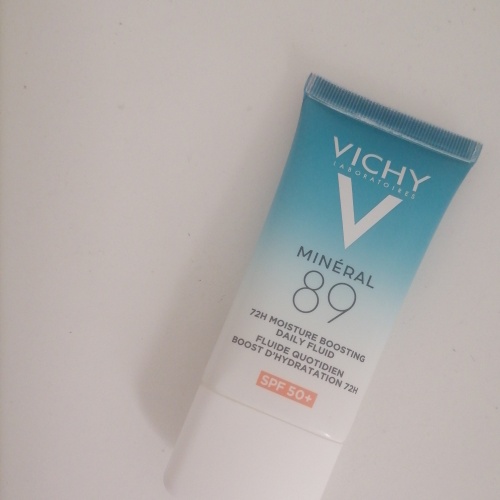 VICHY
LABORATOIRES
V
MINÉRAL
89
72H MOISTURE BOOSTING
DAILY FLUID
FLUIDE QUOTIDIEN
BOOST D'HYDRATATION 72H
SPF 50+